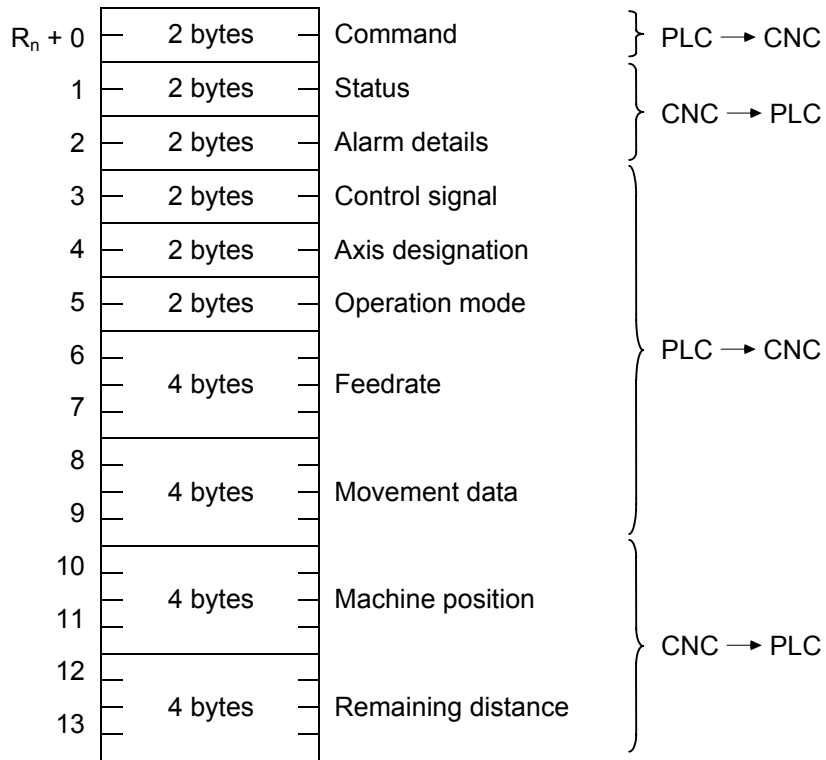 Rn + 0 2 bytes Command PLC → CNC
1 2 bytes Status
CNC → PLC
2 2 bytes Alarm details
3 2 bytes Control signal
4 2 bytes Axis designation
5 2 bytes Operation mode
PLC → CNC
6
4 bytes Feedrate
7
8
4 bytes Movement data
9
10
4 bytes Machine position
11
CNC → PLC
12
4 bytes Remaining distance
13